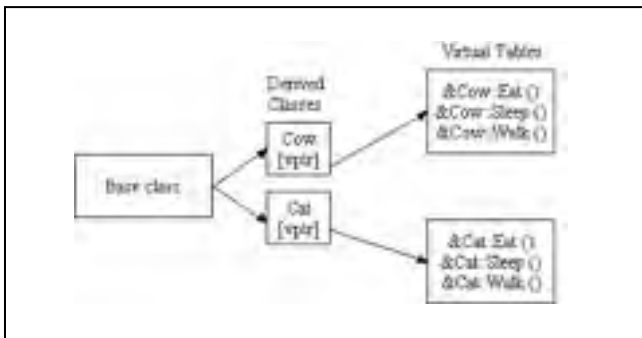 Virtual Tables
Derived
Classes
&Cow::Eat ()
&Cow::Sleep ()
&Cow::Walk ()
Cow
[vptr]
Base class
Cat
[vptr]
&Cat::Eat ()
&Cat::Sleep ()
&Cat::Walk ()